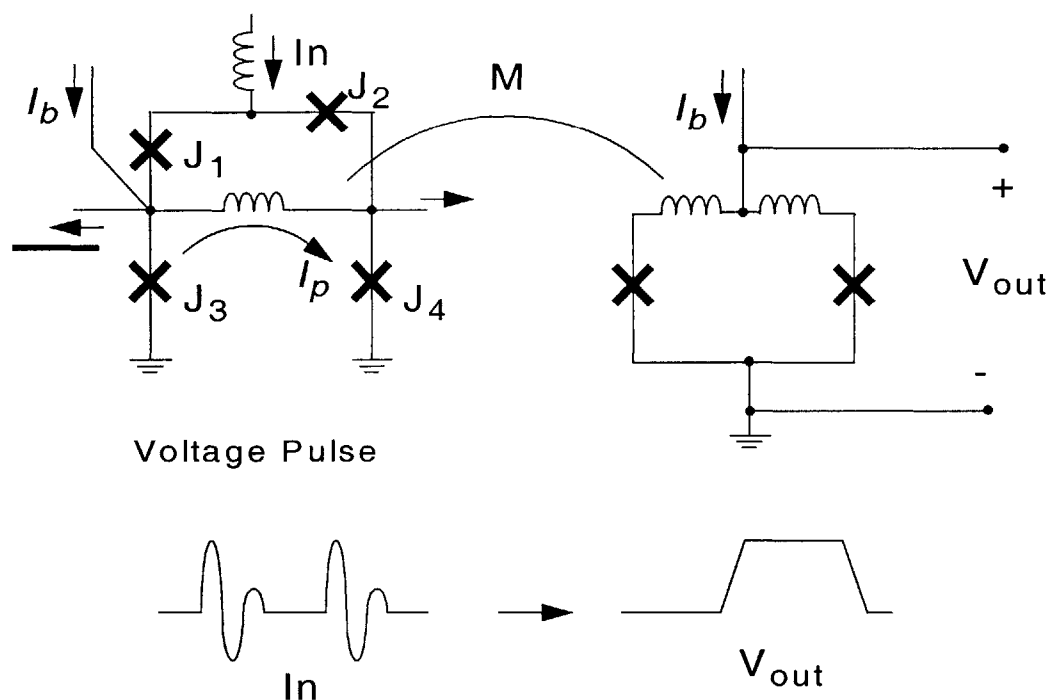 In
M
I_b
J_2
J_1
I_b
+
I_p
J_3
J_4
V_out
-
Voltage Pulse
In
V_out